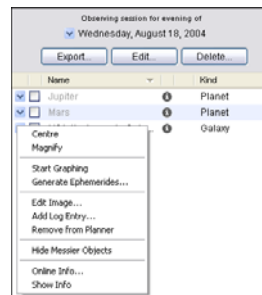 Observing session for evening of
Wednesday, August 18, 2004
Export... Edit... Delete...
Name Kind
Jupiter Planet
Mars Planet
Galaxy
Centre
Magnify
Start Graphing
Generate Ephemerides...
Edit Image...
Add Log Entry...
Remove from Planner
Hide Messier Objects
Online Info...
Show Info